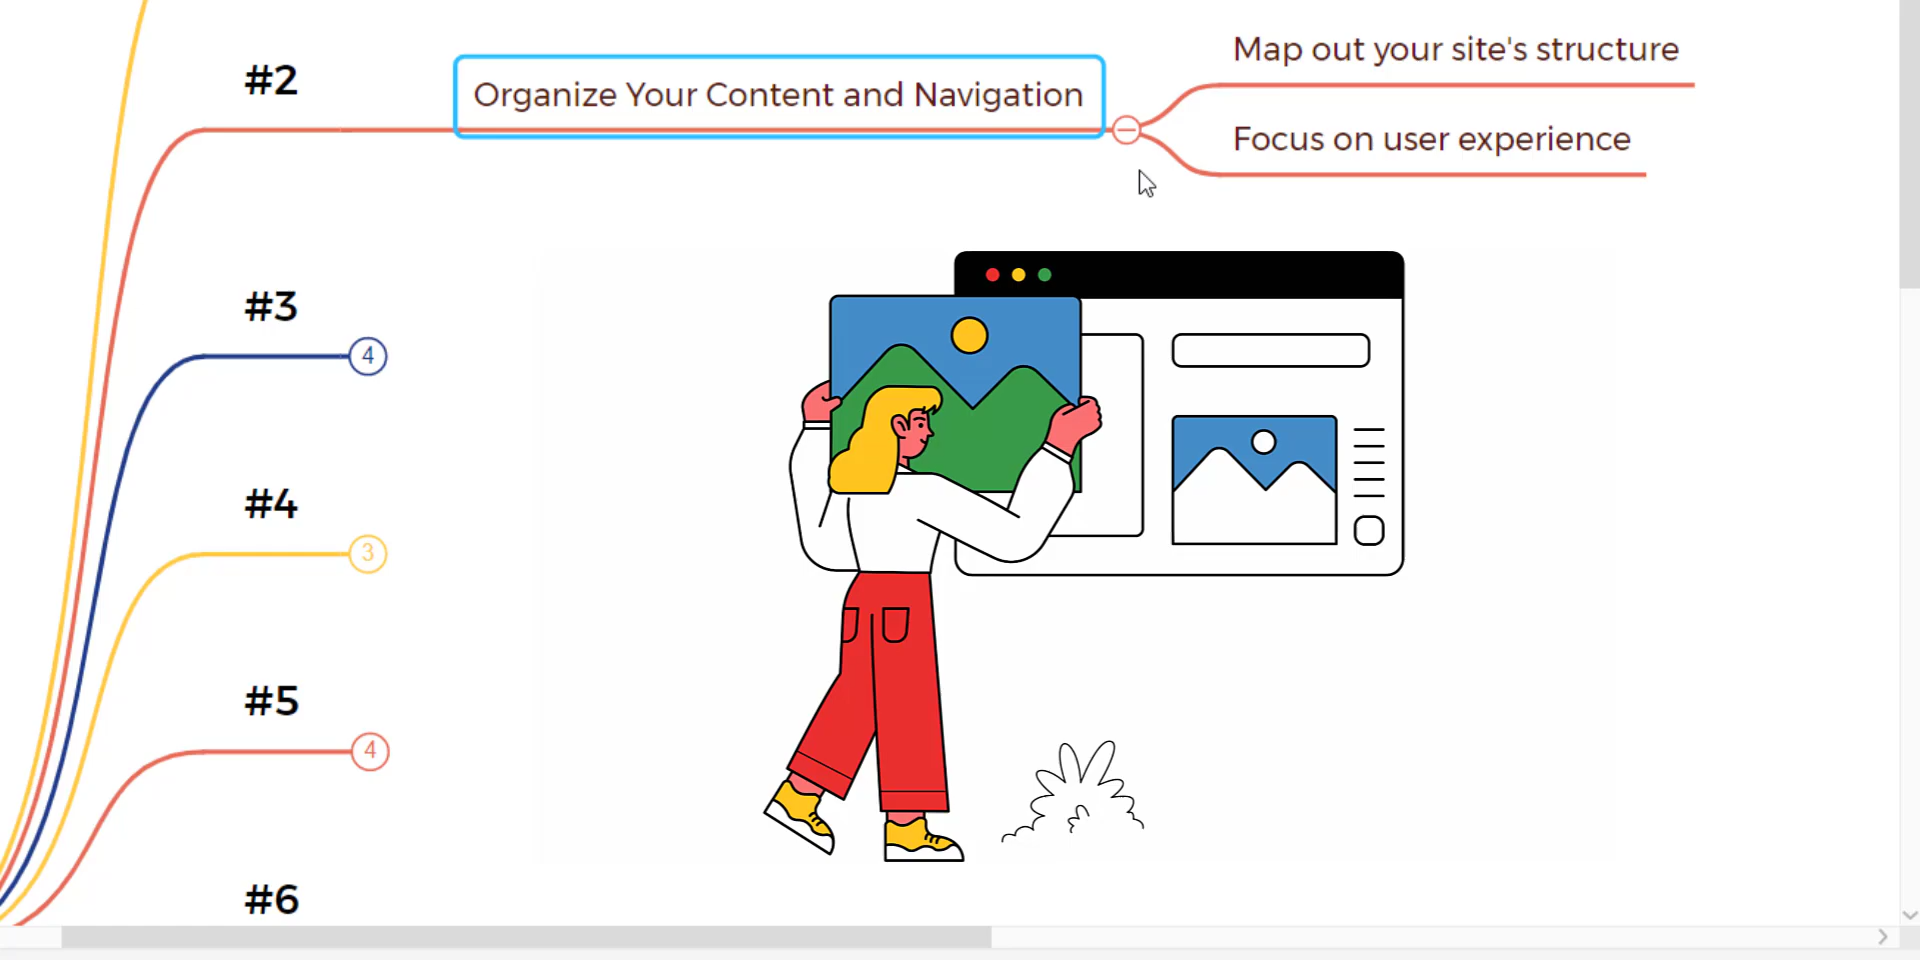 #2
Organize Your Content and Navigation
Map out your site's structure
Focus on user experience
#3
4
#4
3
#5
4
#6